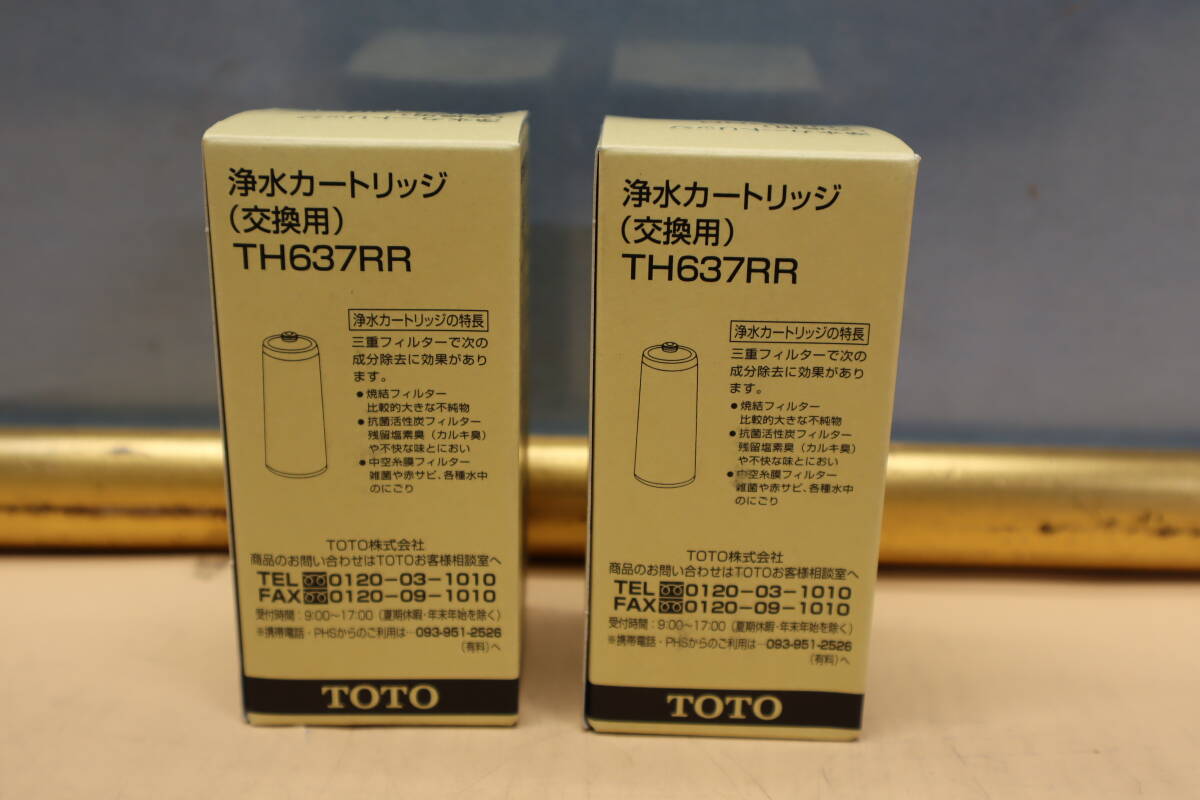 浄水カートリッジ
(交換用)
TH637RR
浄水カートリッジの特長
三重フィルターで次の
成分除去に効果があり
ます。
●焼結フィルター
比較的大きな不純物
●抗菌活性炭フィルター
残留塩素臭（カルキ臭）
や不快な味とにおい
●中空糸膜フィルター
雑菌や赤サビ、各種水中
のにごり
TOTO株式会社
商品のお問い合わせはTOTOお客様相談室へ
TEL 0120-03-1010
FAX 0120-09-1010
受付時間：9:00～17:00（夏期休暇・年末年始を除く）
※携帯電話・PHSからのご利用は…093-951-2526
(有料)へ
TOTO
浄水カートリッジ
浄水カートリッジ
(交換用)
TH637RR
浄水カートリッジの特長
三重フィルターで次の
成分除去に効果があり
ます。
●焼結フィルター
比較的大きな不純物
●抗菌活性炭フィルター
残留塩素臭（カルキ臭）
や不快な味とにおい
●中空糸膜フィルター
雑菌や赤サビ、各種水中
のにごり
TOTO株式会社
商品のお問い合わせはTOTOお客様相談室へ
TEL 0120-03-1010
FAX 0120-09-1010
受付時間：9:00～17:00（夏期休暇・年末年始を除く）
※携帯電話・PHSからのご利用は…093-951-2526
(有料)へ
TOTO